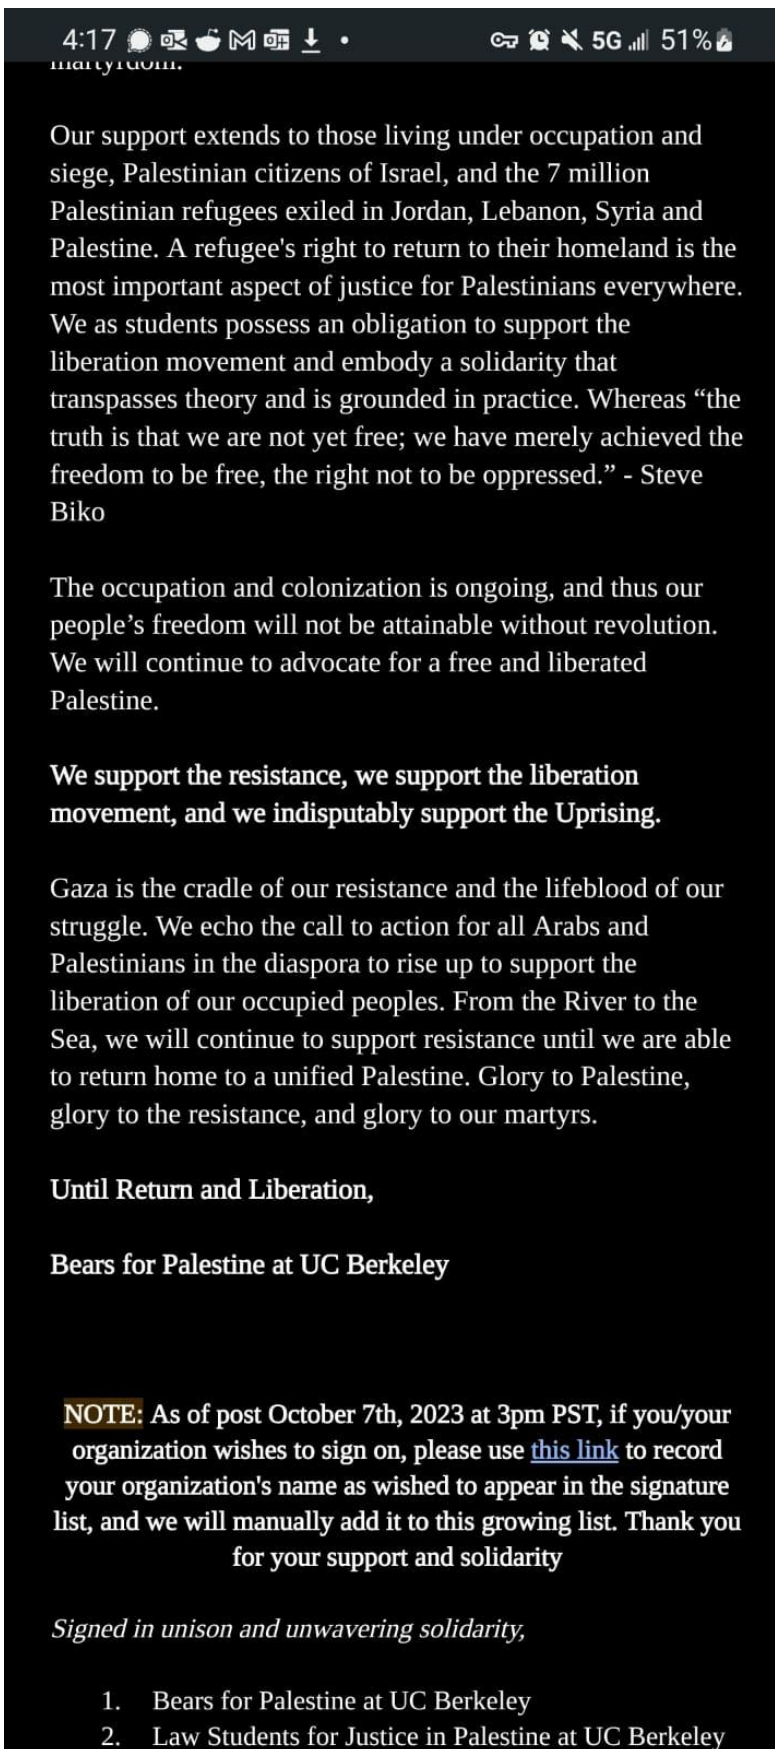 4:17
5G 51%
martyrdom.
Our support extends to those living under occupation and
siege, Palestinian citizens of Israel, and the 7 million
Palestinian refugees exiled in Jordan, Lebanon, Syria and
Palestine. A refugee's right to return to their homeland is the
most important aspect of justice for Palestinians everywhere.
We as students possess an obligation to support the
liberation movement and embody a solidarity that
transpasses theory and is grounded in practice. Whereas “the
truth is that we are not yet free; we have merely achieved the
freedom to be free, the right not to be oppressed.” - Steve
Biko
The occupation and colonization is ongoing, and thus our
people’s freedom will not be attainable without revolution.
We will continue to advocate for a free and liberated
Palestine.
We support the resistance, we support the liberation
movement, and we indisputably support the Uprising.
Gaza is the cradle of our resistance and the lifeblood of our
struggle. We echo the call to action for all Arabs and
Palestinians in the diaspora to rise up to support the
liberation of our occupied peoples. From the River to the
Sea, we will continue to support resistance until we are able
to return home to a unified Palestine. Glory to Palestine,
glory to the resistance, and glory to our martyrs.
Until Return and Liberation,
Bears for Palestine at UC Berkeley
NOTE: As of post October 7th, 2023 at 3pm PST, if you/your
organization wishes to sign on, please use this link to record
your organization's name as wished to appear in the signature
list, and we will manually add it to this growing list. Thank you
for your support and solidarity
Signed in unison and unwavering solidarity,
1. Bears for Palestine at UC Berkeley
2. Law Students for Justice in Palestine at UC Berkeley